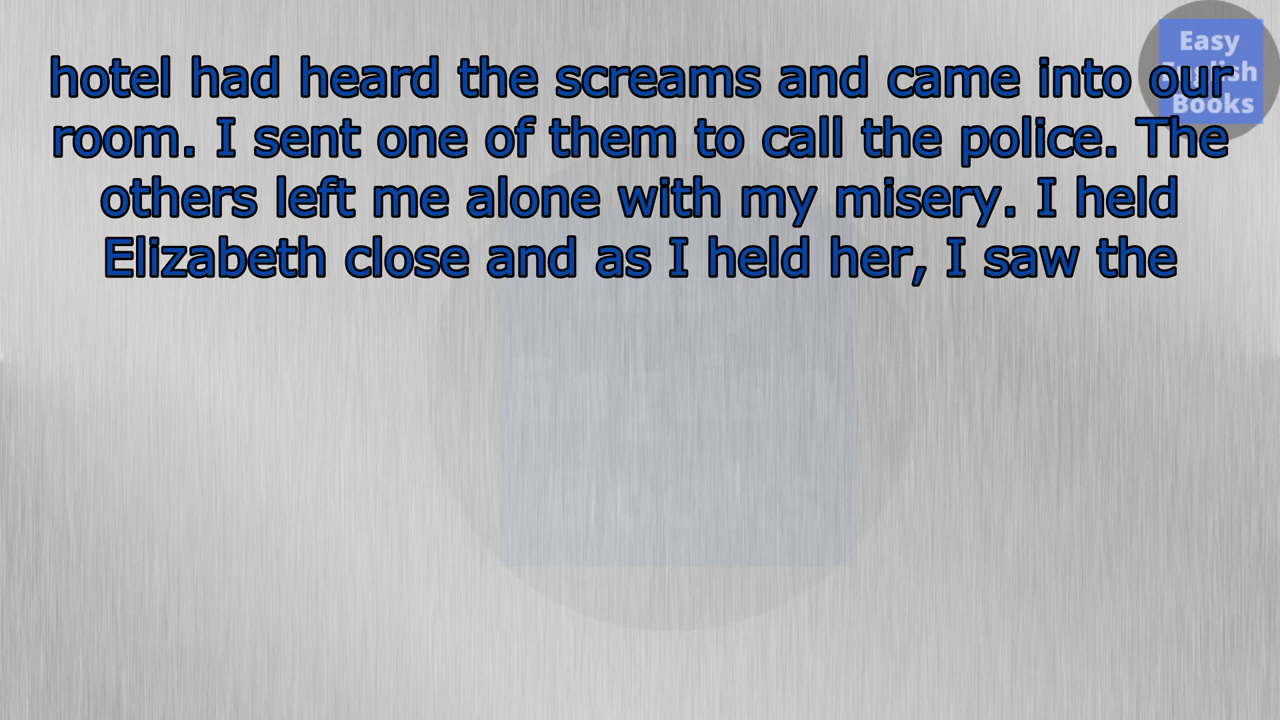 hotel had heard the screams and came into our
room. I sent one of them to call the police. The
others left me alone with my misery. I held
Elizabeth close and as I held her, I saw the
Easy
English
Books